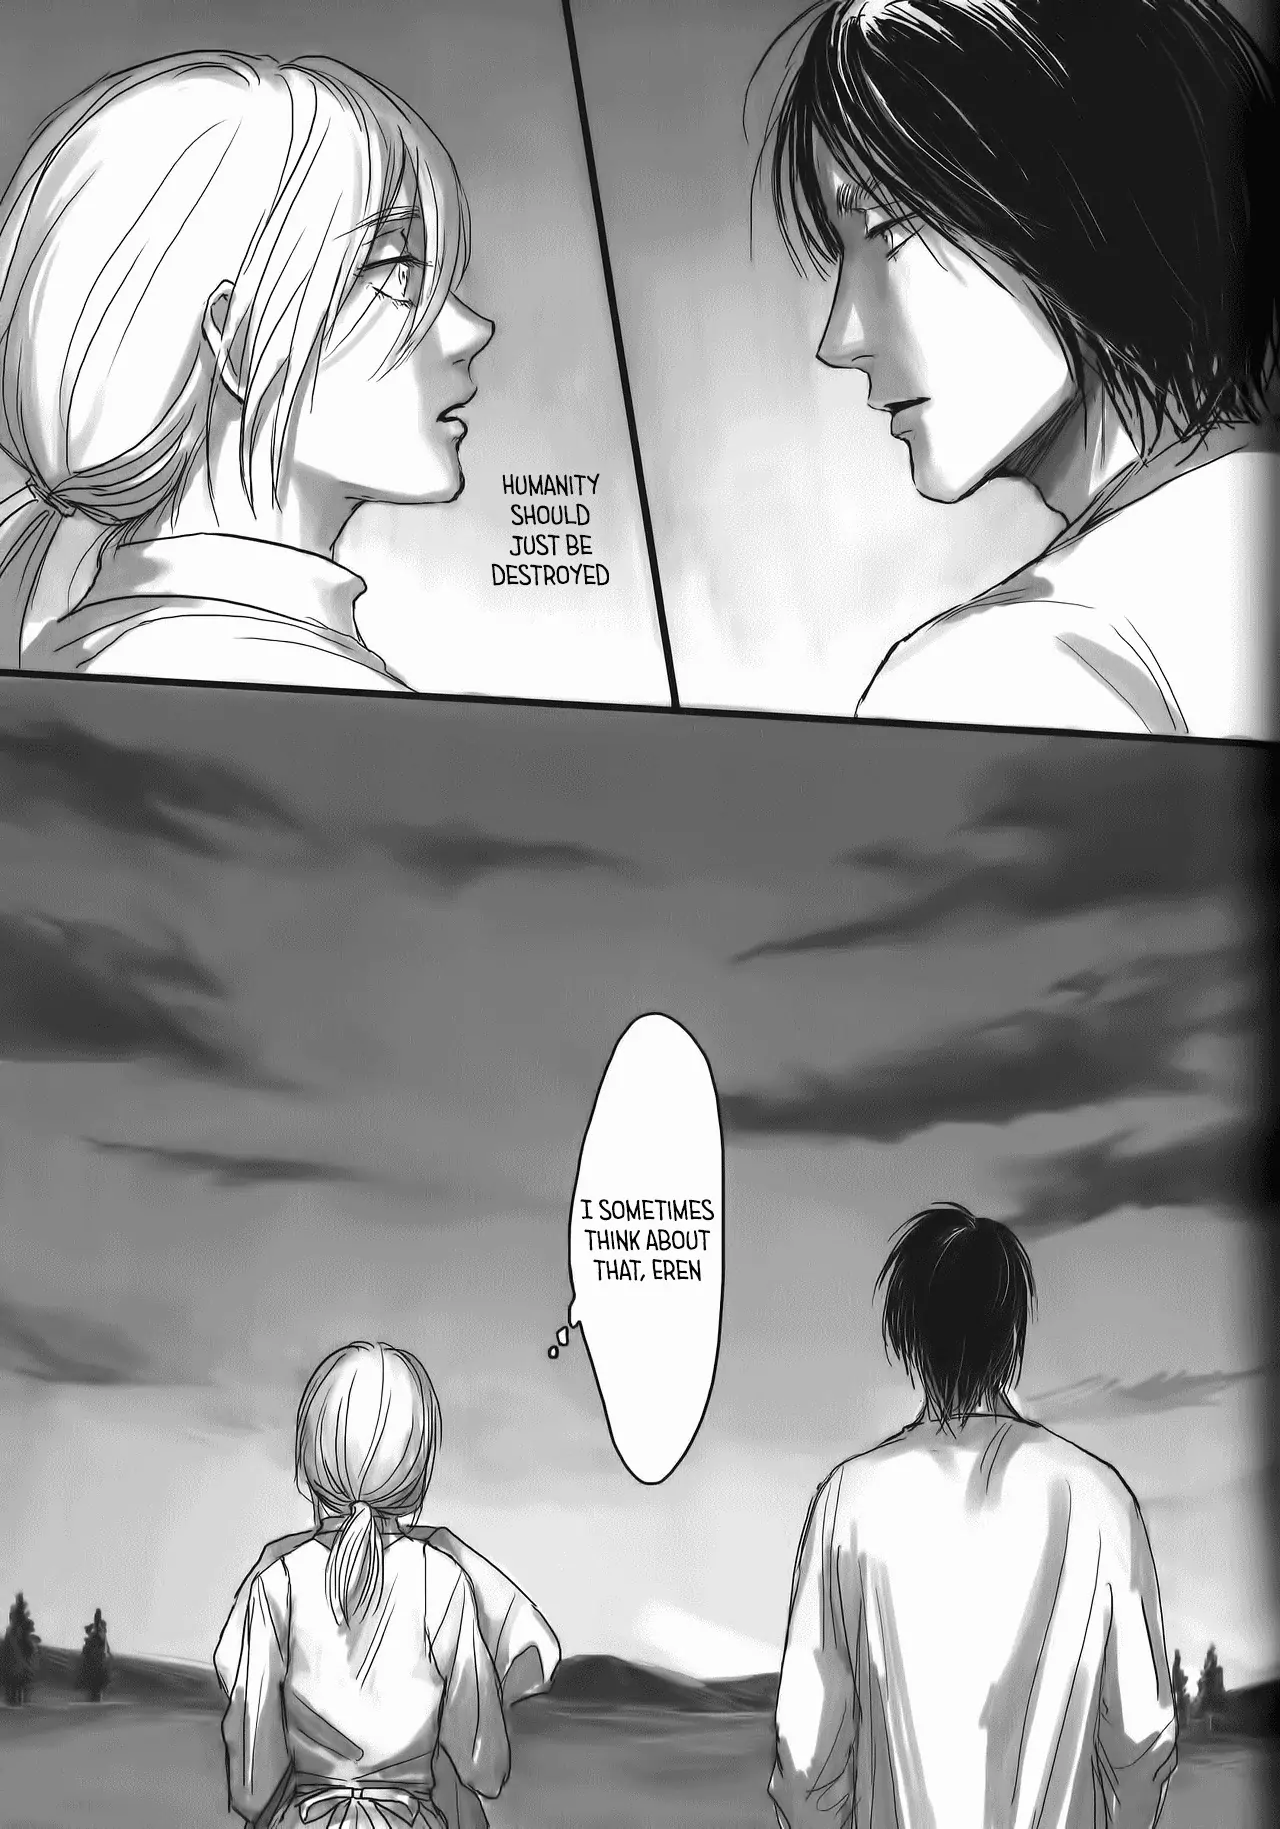 HUMANITY
SHOULD
JUST BE
DESTROYED
I SOMETIMES
THINK ABOUT
THAT, EREN